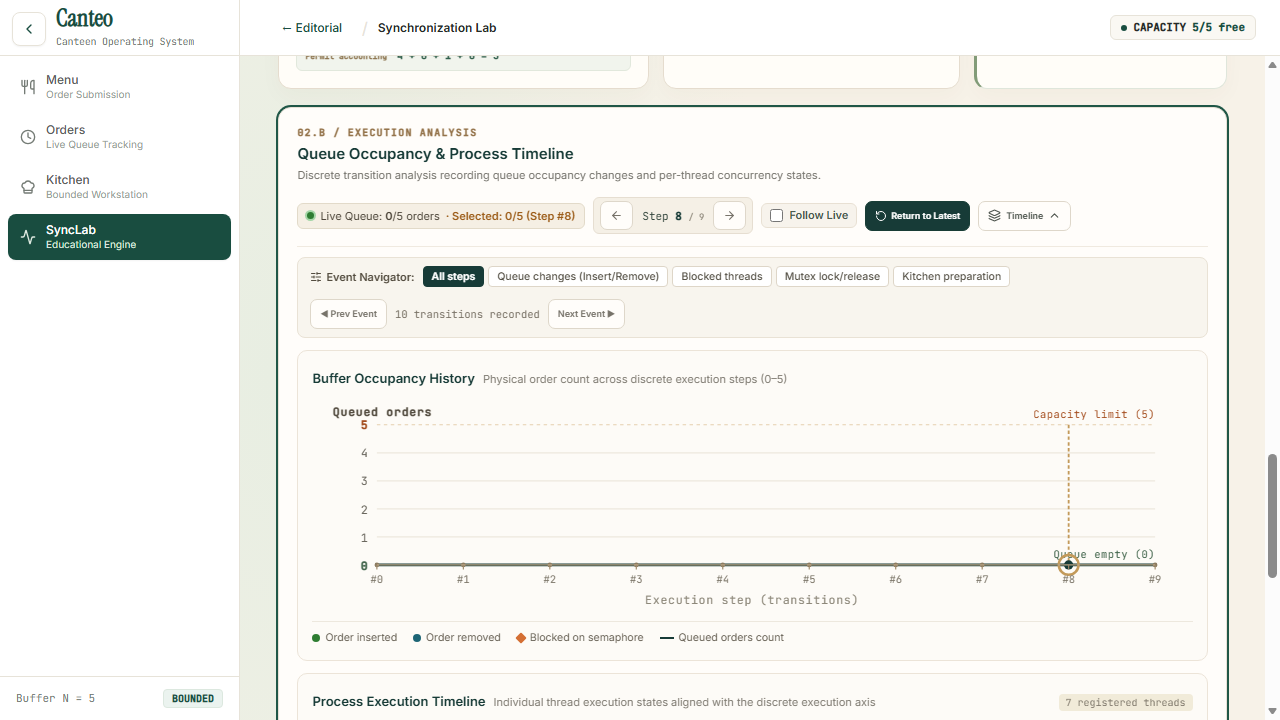 Canteo
Canteen Operating System
← Editorial / Synchronization Lab
CAPACITY 5/5 free
Menu
Order Submission
Orders
Live Queue Tracking
Kitchen
Bounded Workstation
SyncLab
Educational Engine
Buffer N = 5
BOUNDED
02.B / EXECUTION ANALYSIS
Queue Occupancy & Process Timeline
Discrete transition analysis recording queue occupancy changes and per-thread concurrency states.
Live Queue: 0/5 orders · Selected: 0/5 (Step #8)
← Step 8 / 9 →
Follow Live
Return to Latest
Timeline
Event Navigator:
All steps
Queue changes (Insert/Remove)
Blocked threads
Mutex lock/release
Kitchen preparation
◀ Prev Event
10 transitions recorded
Next Event ▶
Buffer Occupancy History Physical order count across discrete execution steps (0–5)
Queued orders
Capacity limit (5)
5
4
3
2
1
Queue empty (0)
0
#0 #1 #2 #3 #4 #5 #6 #7 #8 #9
Execution step (transitions)
Order inserted
Order removed
Blocked on semaphore
Queued orders count
Process Execution Timeline Individual thread execution states aligned with the discrete execution axis
7 registered threads